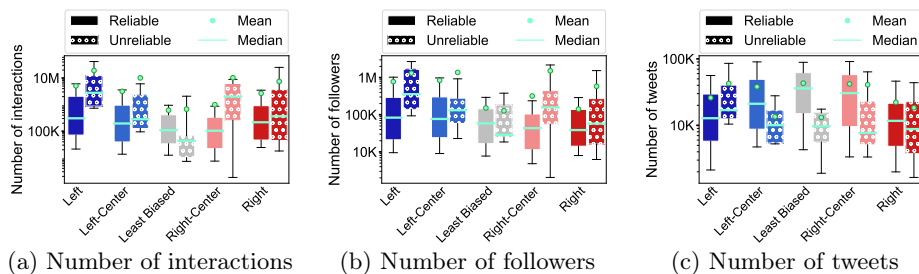 Reliable Mean
Unreliable Median
Number of interactions
10M
100K
Left
Left-Center
Least Biased
Right-Center
Right
(a) Number of interactions
Reliable Mean
Unreliable Median
Number of followers
1M
100K
10K
Left
Left-Center
Least Biased
Right-Center
Right
(b) Number of followers
Reliable Mean
Unreliable Median
Number of tweets
100K
10K
Left
Left-Center
Least Biased
Right-Center
Right
(c) Number of tweets